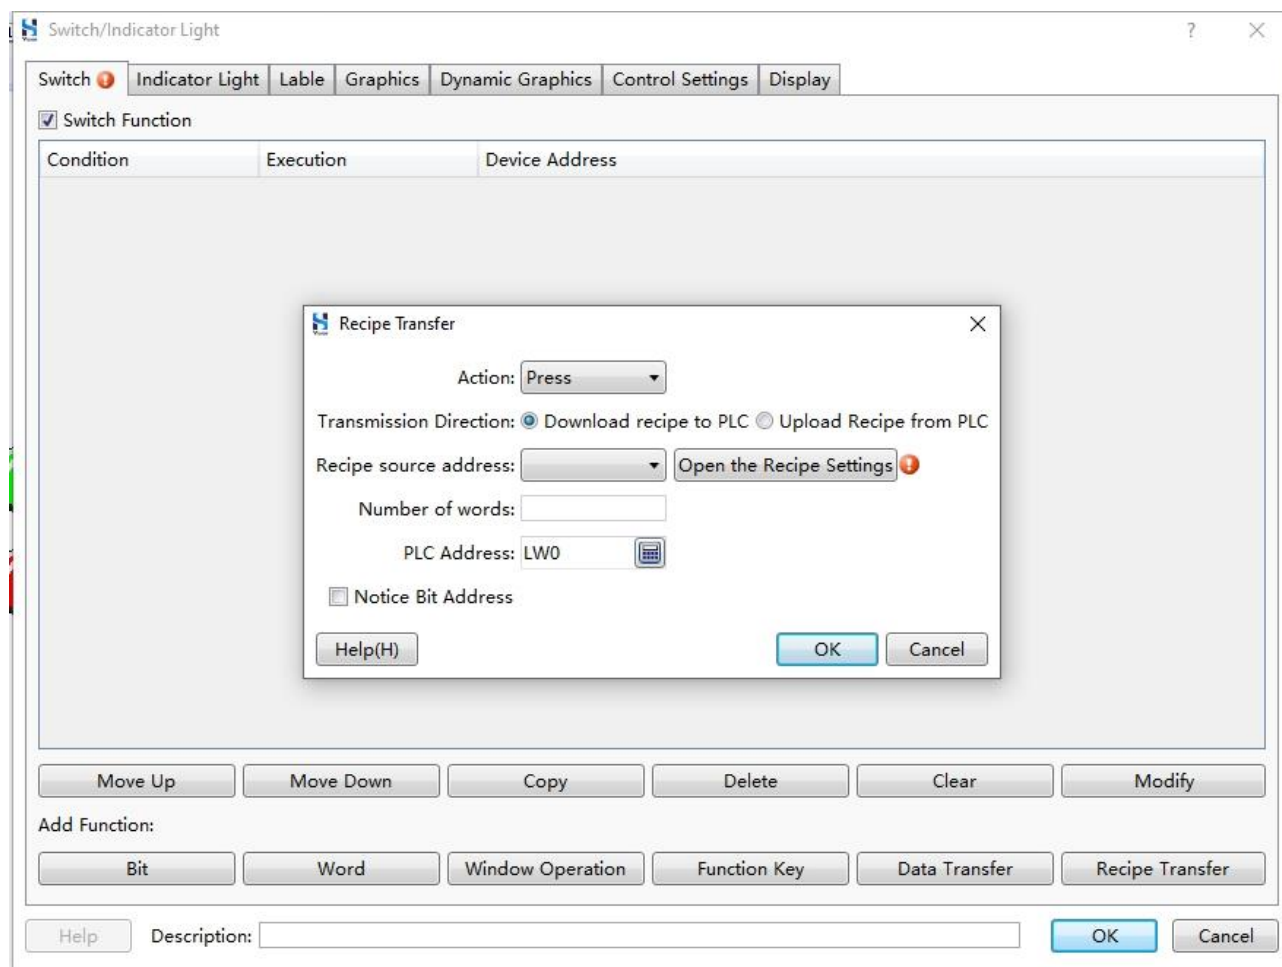 Switch/Indicator Light ?
Switch Indicator Light Lable Graphics Dynamic Graphics Control Settings Display
Switch Function
Condition Execution Device Address
Recipe Transfer
Action: Press
Transmission Direction: Download recipe to PLC Upload Recipe from PLC
Recipe source address: Open the Recipe Settings
Number of words:
PLC Address: LW0
Notice Bit Address
Help(H) OK Cancel
Move Up Move Down Copy Delete Clear Modify
Add Function:
Bit Word Window Operation Function Key Data Transfer Recipe Transfer
Help Description: OK Cancel